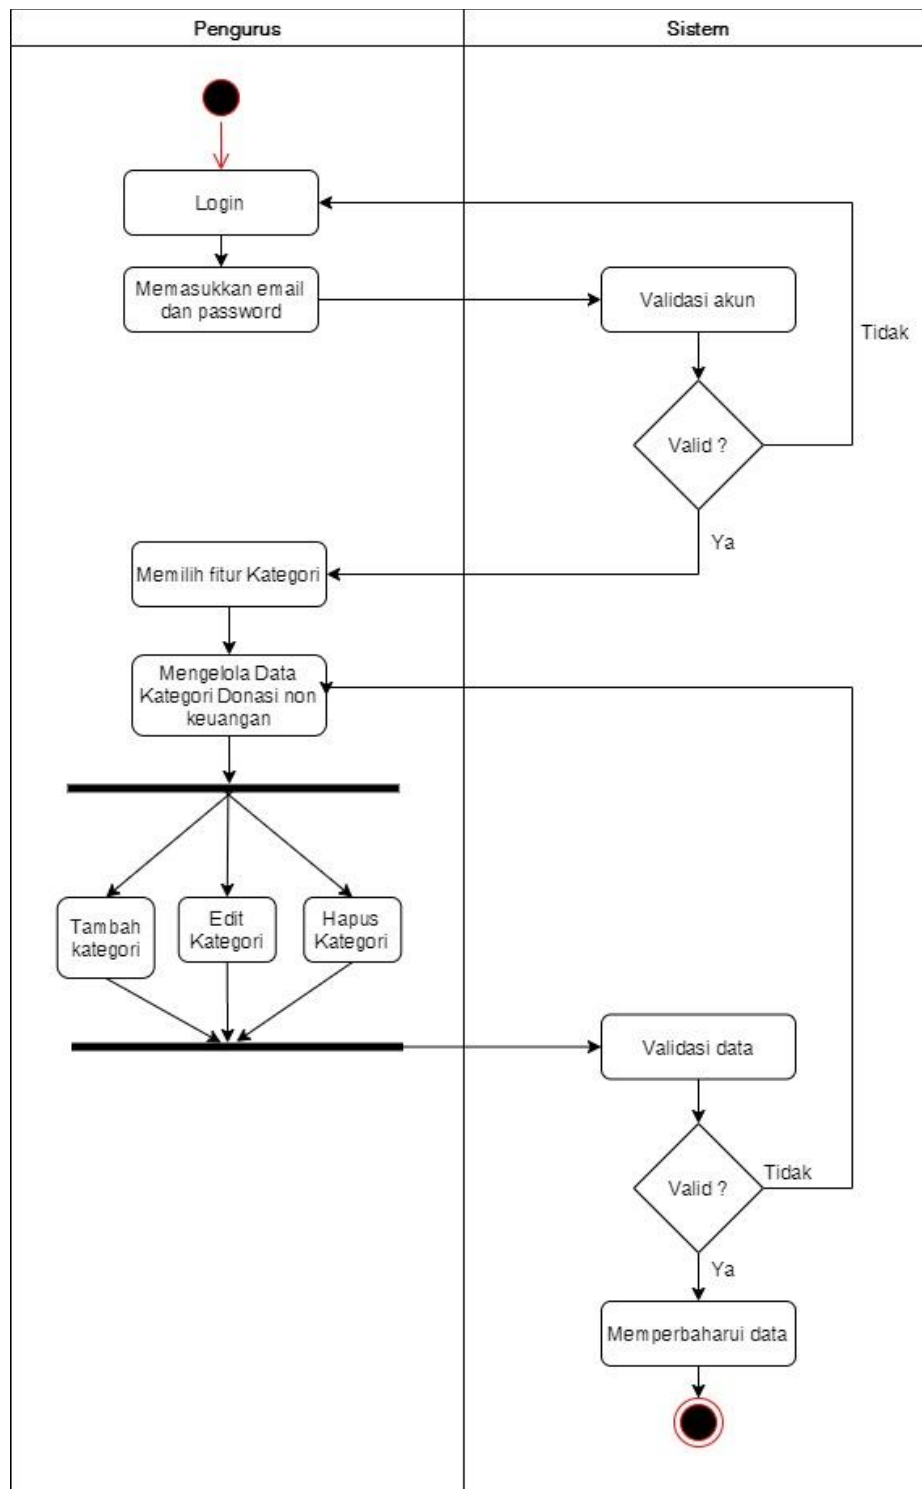 Pengurus
Sistem
Login
Memasukkan email
dan password
Validasi akun
Tidak
Valid ?
Ya
Memilih fitur Kategori
Mengelola Data
Kategori Donasi non
keuangan
Tambah
kategori
Edit
Kategori
Hapus
Kategori
Validasi data
Valid ?
Tidak
Ya
Memperbaharui data